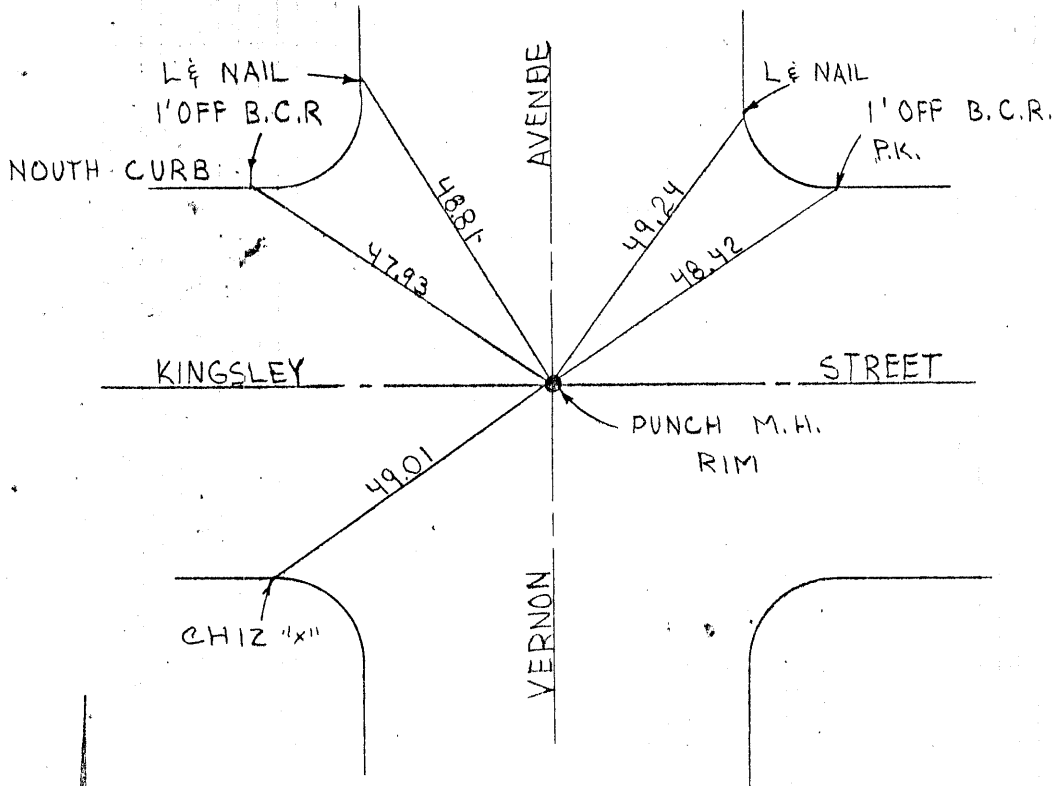 L & NAIL
1' OFF B.C.R
NOUTH CURB
AVENUE
L & NAIL
1' OFF B.C.R.
P.K.
48.81
47.93
49.24
48.42
KINGSLEY
STREET
PUNCH M.H.
RIM
49.01
CHIZ "x"
VERNON